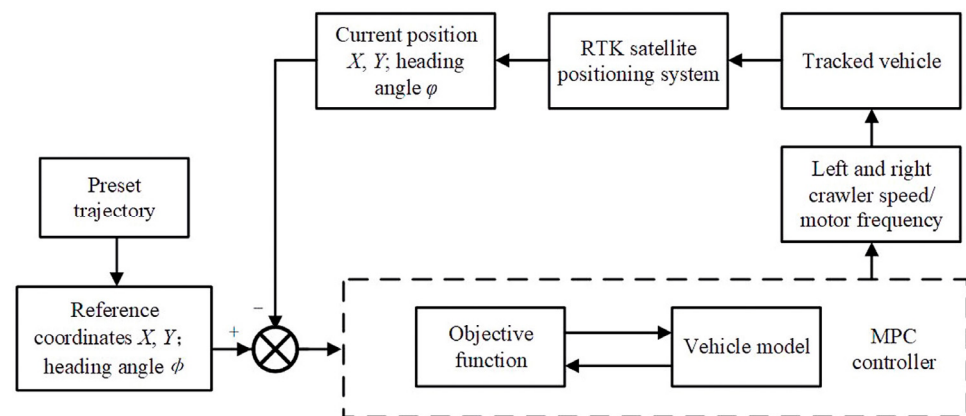 Current position
X, Y; heading
angle φ
RTK satellite
positioning system
Tracked vehicle
Left and right
crawler speed/
motor frequency
Preset
trajectory
Reference
coordinates X, Y;
heading angle ϕ
+
−
Objective
function
Vehicle model
MPC
controller